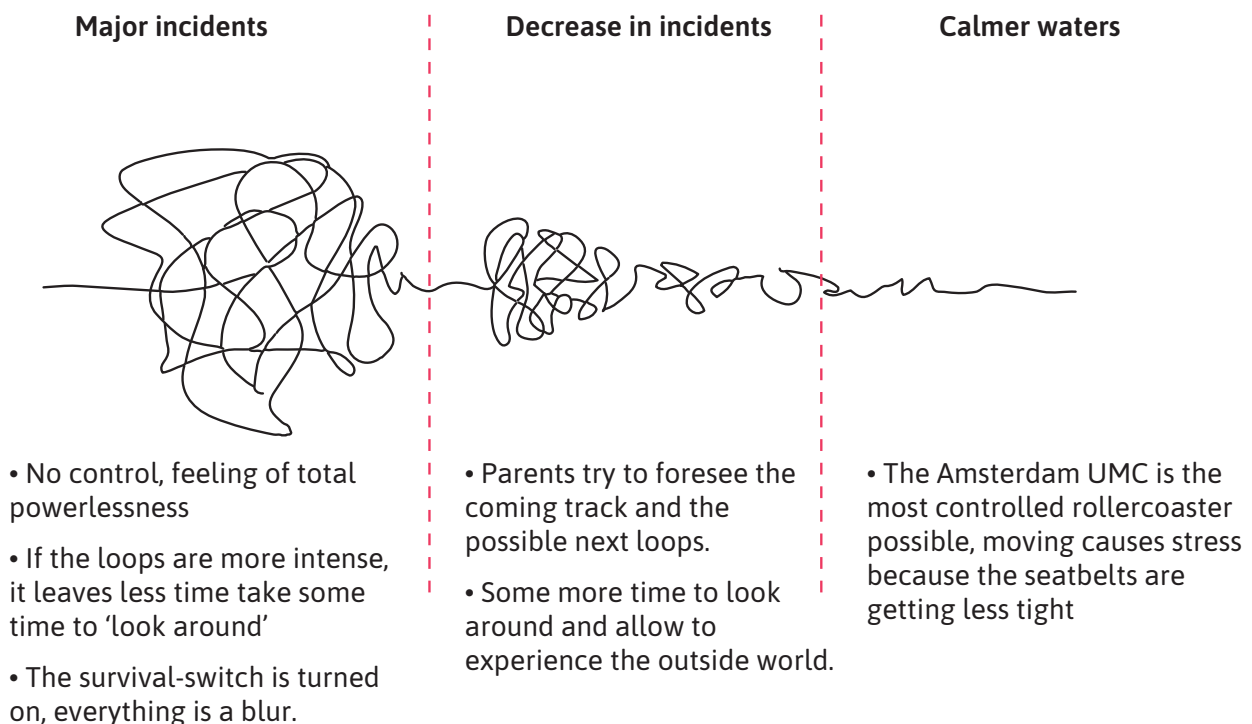 Major incidents
• No control, feeling of total
powerlessness
• If the loops are more intense,
it leaves less time take some
time to ‘look around’
• The survival-switch is turned
on, everything is a blur.
Decrease in incidents
• Parents try to foresee the
coming track and the
possible next loops.
• Some more time to look
around and allow to
experience the outside world.
Calmer waters
• The Amsterdam UMC is the
most controlled rollercoaster
possible, moving causes stress
because the seatbelts are
getting less tight